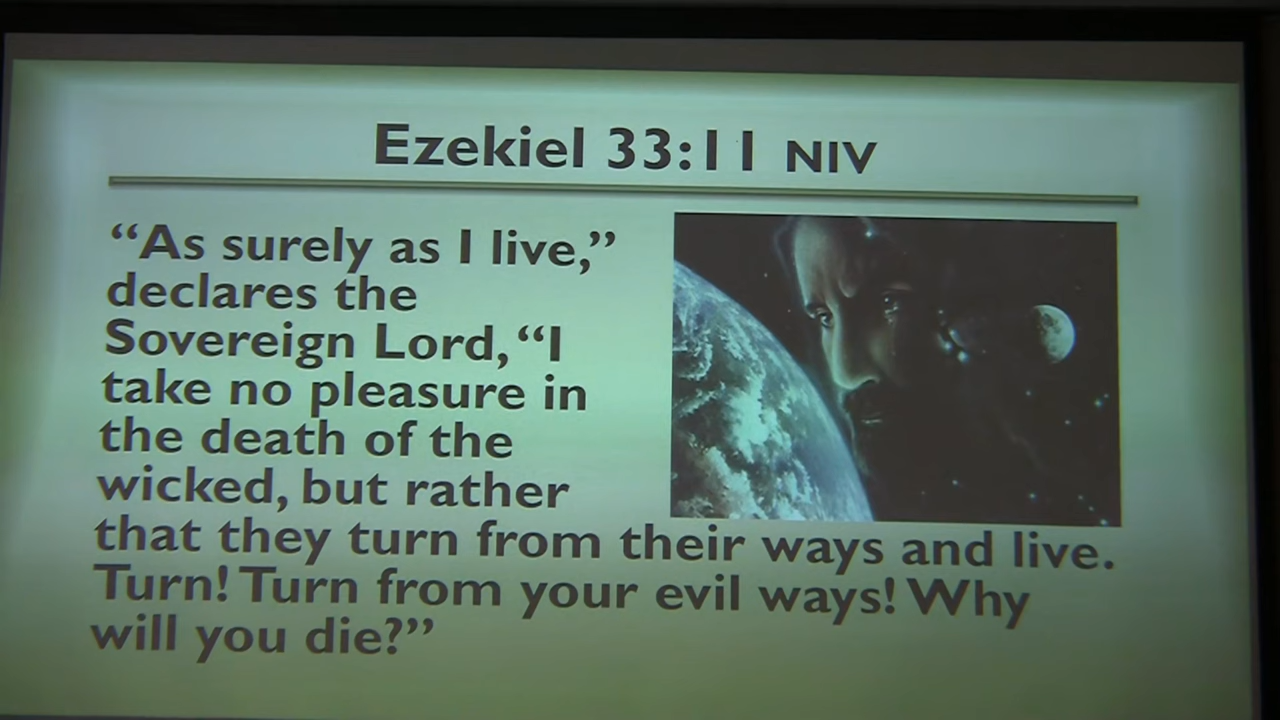 Ezekiel 33:11 NIV
“As surely as I live,”
declares the
Sovereign Lord, “I
take no pleasure in
the death of the
wicked, but rather
that they turn from their ways and live.
Turn! Turn from your evil ways! Why
will you die?”